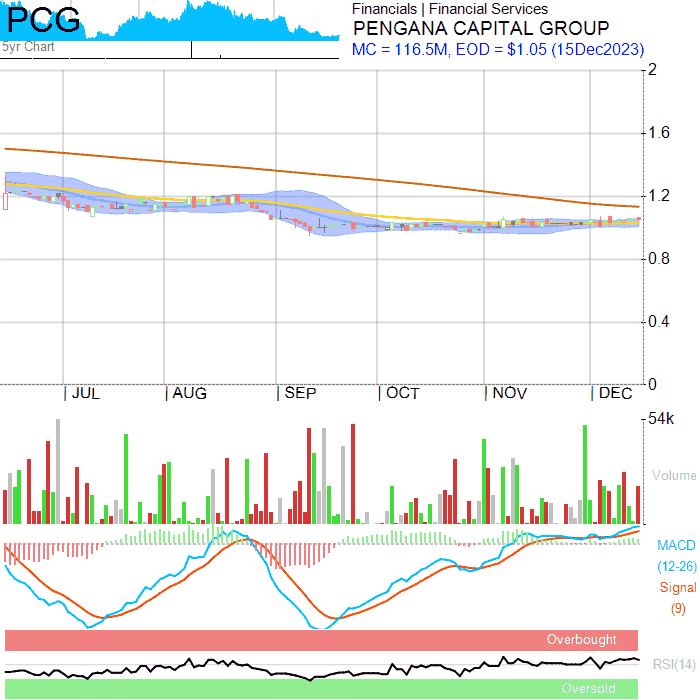 PCG
5yr Chart
Financials | Financial Services
PENGANA CAPITAL GROUP
MC = 116.5M, EOD = $1.05 (15Dec2023)
2
1.6
1.2
0.8
0.4
0
JUL
AUG
SEP
OCT
NOV
DEC
54k
Volume
MACD
(12-26)
Signal
(9)
Overbought
RSI(14)
Oversold